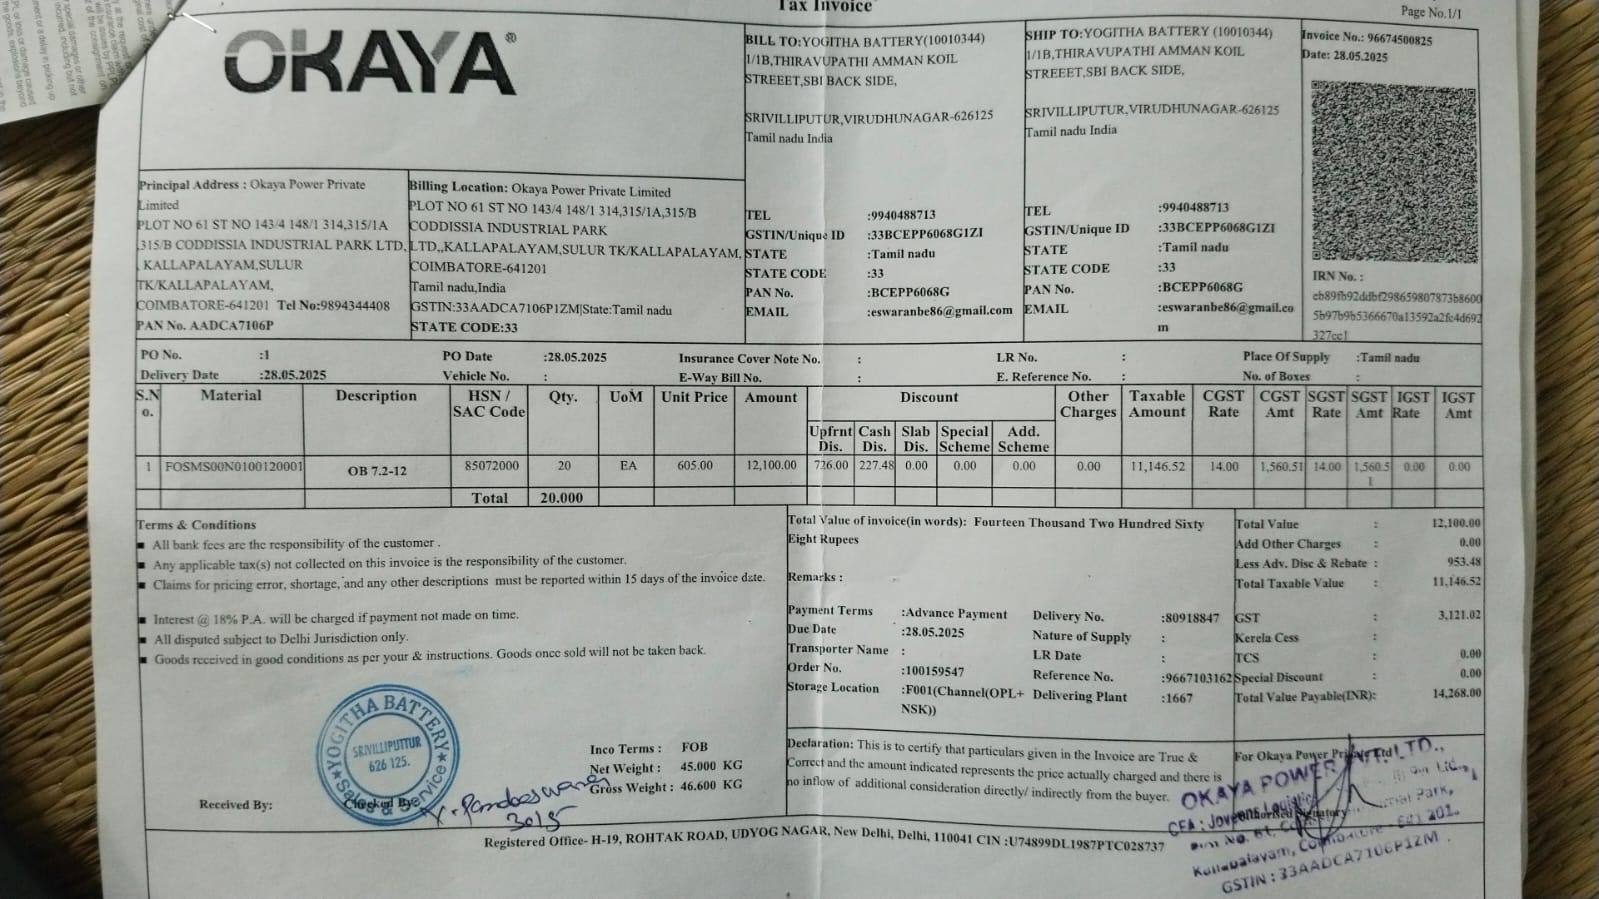 Tax Invoice
Page No.1/1
OKAYA®
BILL TO:YOGITHA BATTERY(10010344)
1/1B,THIRAVUPATHI AMMAN KOIL
STREEET,SBI BACK SIDE,
SRIVILLIPUTUR,VIRUDHUNAGAR-626125
Tamil nadu India
TEL :9940488713
GSTIN/Unique ID :33BCEPP6068G1ZI
STATE :Tamil nadu
STATE CODE :33
PAN No. :BCEPP6068G
EMAIL :eswaranbe86@gmail.com
SHIP TO:YOGITHA BATTERY (10010344)
1/1B,THIRAVUPATHI AMMAN KOIL
STREEET,SBI BACK SIDE,
SRIVILLIPUTUR,VIRUDHUNAGAR-626125
Tamil nadu India
TEL :9940488713
GSTIN/Unique ID :33BCEPP6068G1ZI
STATE :Tamil nadu
STATE CODE :33
PAN No. :BCEPP6068G
EMAIL :eswaranbe86@gmail.co
m
Invoice No.: 96674500825
Date: 28.05.2025
IRN No. :
eb89fb92ddbf298659807873b8600
5b97b9b5366670a13592a2fc4d692
327cc1
Principal Address : Okaya Power Private
Limited
PLOT NO 61 ST NO 143/4 148/1 314,315/1A
,315/B CODDISSIA INDUSTRIAL PARK LTD,
, KALLAPALAYAM,SULUR
TK/KALLAPALAYAM,
COIMBATORE-641201 Tel No:9894344408
PAN No. AADCA7106P
Billing Location: Okaya Power Private Limited
PLOT NO 61 ST NO 143/4 148/1 314,315/1A,315/B
CODDISSIA INDUSTRIAL PARK
LTD,,KALLAPALAYAM,SULUR TK/KALLAPALAYAM,
COIMBATORE-641201
Tamil nadu,India
GSTIN:33AADCA7106P1ZM|State:Tamil nadu
STATE CODE:33
PO No. :1 PO Date :28.05.2025 Insurance Cover Note No. : LR No. : Place Of Supply :Tamil nadu
Delivery Date :28.05.2025 Vehicle No. : E-Way Bill No. : E. Reference No. : No. of Boxes :
S.N o. Material Description HSN / SAC Code Qty. UoM Unit Price Amount Discount Other Charges Taxable Amount CGST Rate CGST Amt SGST Rate SGST Amt IGST Rate IGST Amt
Upfrnt Dis. Cash Dis. Slab Dis. Special Scheme Add. Scheme
1 FOSMS00N0100120001 OB 7.2-12 85072000 20 EA 605.00 12,100.00 726.00 227.48 0.00 0.00 0.00 0.00 11,146.52 14.00 1,560.51 14.00 1,560.5 0.00 0.00
1
Total 20.000
Terms & Conditions
■ All bank fees are the responsibility of the customer .
■ Any applicable tax(s) not collected on this invoice is the responsibility of the customer.
■ Claims for pricing error, shortage, and any other descriptions must be reported within 15 days of the invoice date.
■ Interest @ 18% P.A. will be charged if payment not made on time.
■ All disputed subject to Delhi Jurisdiction only.
■ Goods received in good conditions as per your & instructions. Goods once sold will not be taken back.
Total Value of invoice(in words): Fourteen Thousand Two Hundred Sixty
Eight Rupees
Remarks :
Payment Terms :Advance Payment Delivery No. :80918847
Due Date :28.05.2025 Nature of Supply :
Transporter Name : LR Date :
Order No. :100159547 Reference No. :9667103162
Storage Location :F001(Channel(OPL+ Delivering Plant :1667
NSK))
Total Value : 12,100.00
Add Other Charges : 0.00
Less Adv. Disc & Rebate : 953.48
Total Taxable Value : 11,146.52
GST : 3,121.02
Kerela Cess :
TCS : 0.00
Special Discount : 0.00
Total Value Payable(INR): 14,268.00
YOGITHA BATTERY
SRIVILLIPUTTUR
626 125.
Sales & Service
Inco Terms : FOB
Net Weight : 45.000 KG
Gross Weight : 46.600 KG
Received By:
Checked By:
3015
Declaration: This is to certify that particulars given in the Invoice are True &
Correct and the amount indicated represents the price actually charged and there is
no inflow of additional consideration directly/ indirectly from the buyer.
For Okaya Power Private Ltd
Authorised Signatory
OKAYA POWER PVT. LTD.,
Kallapalayam, Coimbatore - 641 201.
GSTIN : 33AADCA7106P1ZM
Registered Office- H-19, ROHTAK ROAD, UDYOG NAGAR, New Delhi, Delhi, 110041 CIN :U74899DL1987PTC028737